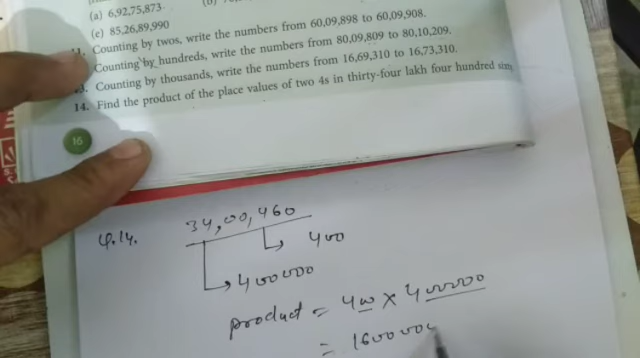 (a) 6,92,75,873
(e) 85,26,89,990
11. Counting by twos, write the numbers from 60,09,898 to 60,09,908.
Counting by hundreds, write the numbers from 80,09,809 to 80,10,209.
3. Counting by thousands, write the numbers from 16,69,310 to 16,73,310.
14. Find the product of the place values of two 4s in thirty-four lakh four hundred sixty
16
Q.14. 34,00,460
400
400000
product = 400 × 400000
= 1600000